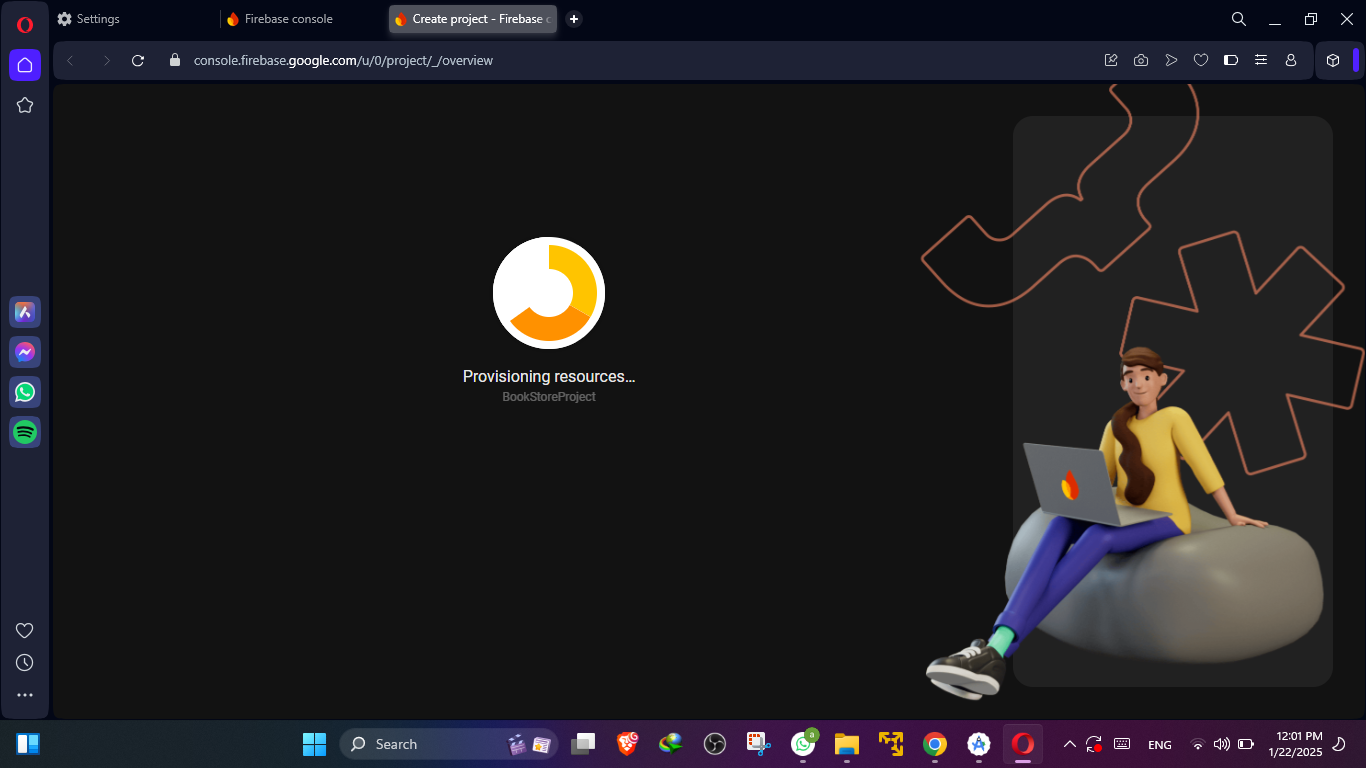 Settings
Firebase console
Create project - Firebase c
console.firebase.google.com/u/0/project/_/overview
Provisioning resources...
BookStoreProject
Search
a
ENG
12:01 PM
1/22/2025